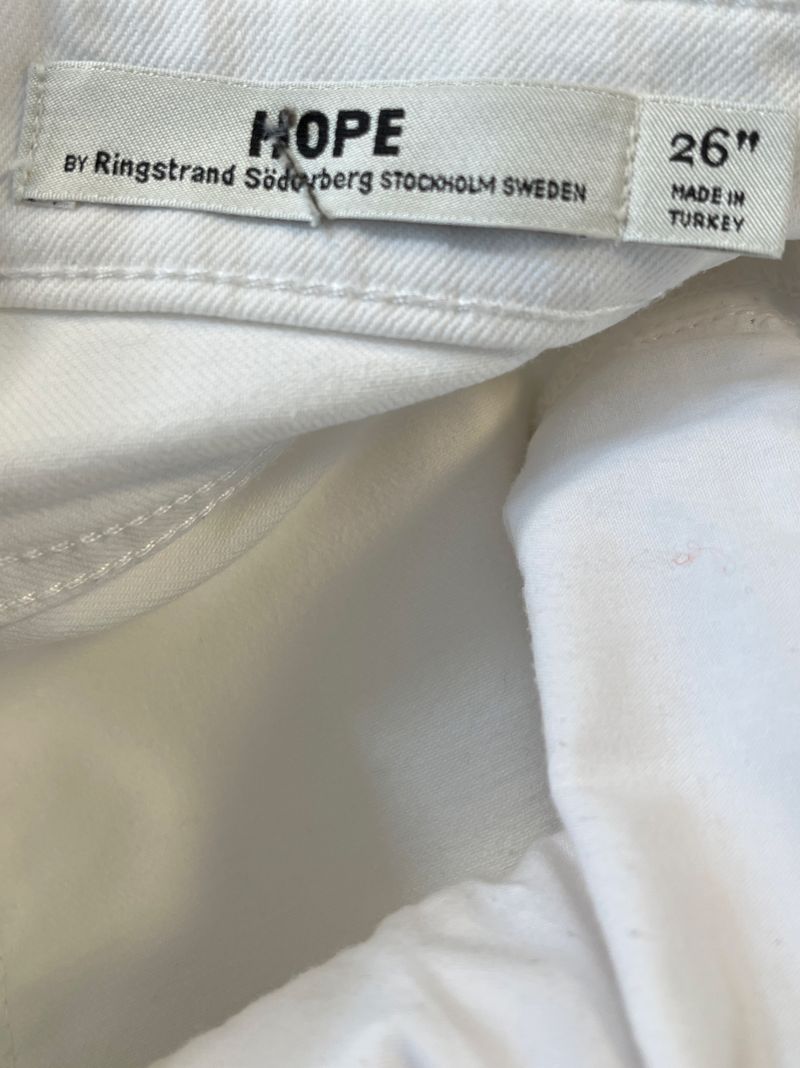 HOPE
BY Ringstrand Söderberg STOCKHOLM SWEDEN
26"
MADE IN
TURKEY